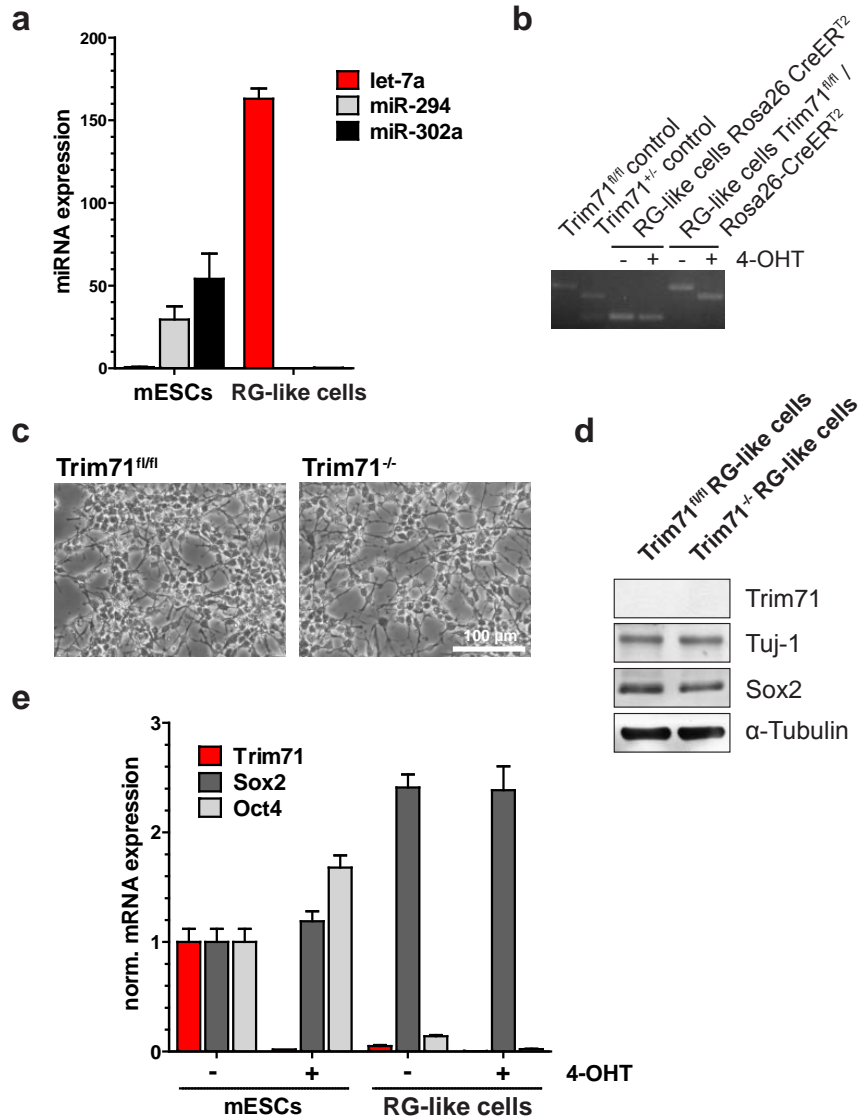 a
miRNA expression
200
150
100
50
0
let-7a
miR-294
miR-302a
mESCs
RG-like cells
b
Trim71fl/fl control
Trim71+/- control
RG-like cells Rosa26 CreERT2
RG-like cells Trim71fl/fl /
Rosa26-CreERT2
- + - + 4-OHT
c
Trim71fl/fl
Trim71-/-
100 µm
d
Trim71fl/fl RG-like cells
Trim71-/- RG-like cells
Trim71
Tuj-1
Sox2
α-Tubulin
e
norm. mRNA expression
3
2
1
0
Trim71
Sox2
Oct4
- + - + 4-OHT
mESCs
RG-like cells